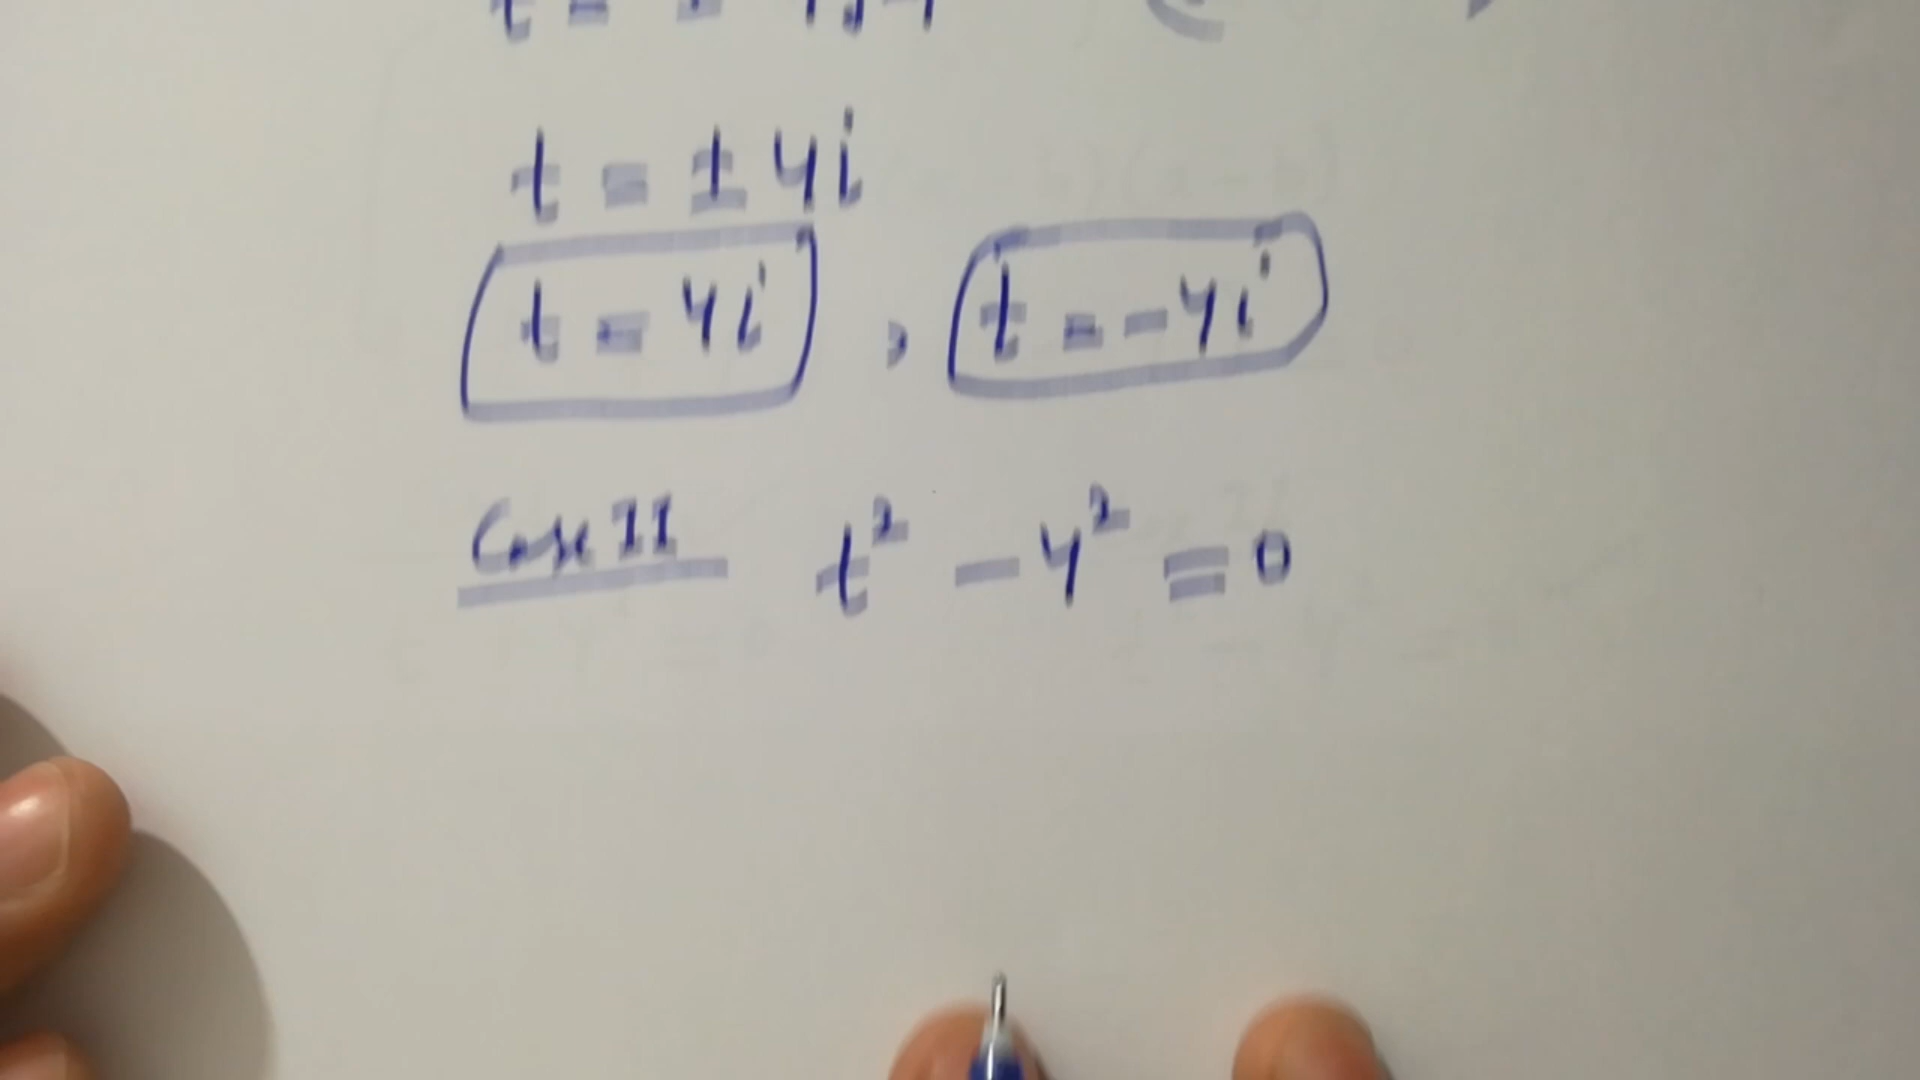 t = ± 4i
t = 4i , t = -4i
Case II t² - 4² = 0